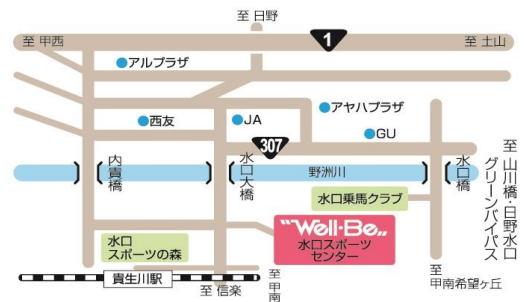 至 日野
至 甲西
1
至 土山
アルプラザ
アヤハプラザ
西友
JA
GU
307
内貴橋
水口大橋
野洲川
水口橋
至 山川橋・日野水口
グリーンバイパス
水口乗馬クラブ
Well・Be
水口スポーツ
センター
水口
スポーツの森
貴生川駅
至 信楽
至 甲南
至
甲南希望ヶ丘